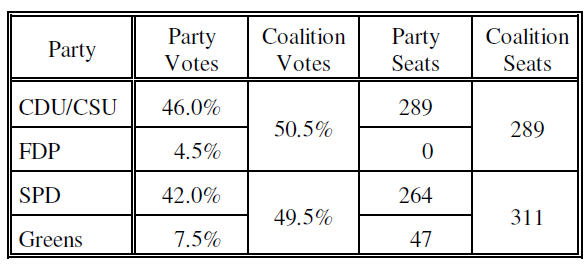 Party Party Votes Coalition Votes Party Seats Coalition Seats
CDU/CSU 46.0% 50.5% 289 289
FDP 4.5% 0
SPD 42.0% 49.5% 264 311
Greens 7.5% 47